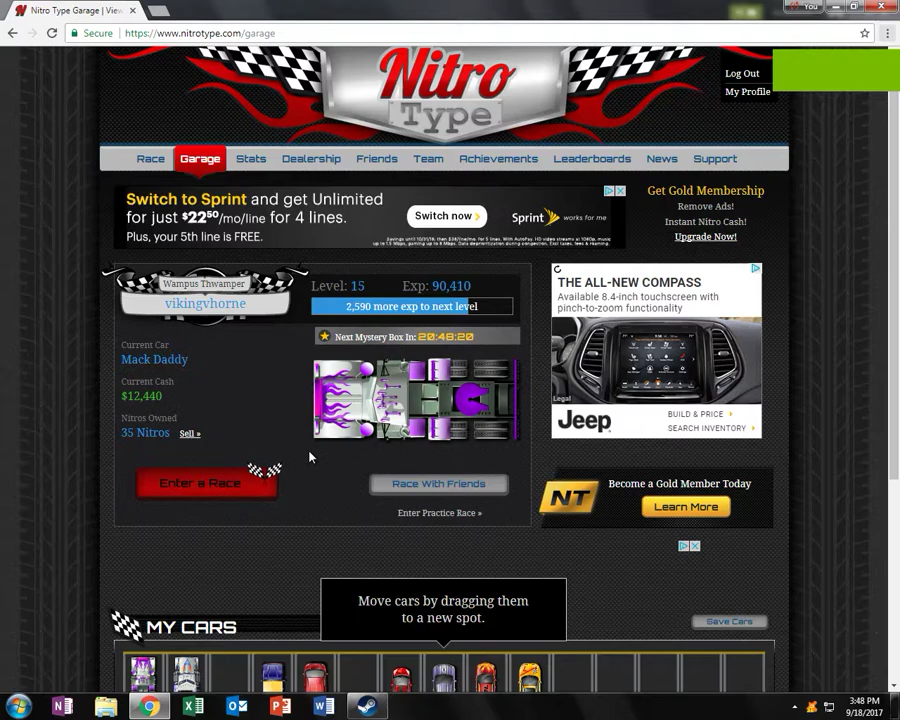 Nitro Type Garage | View
You
Secure
https://www.nitrotype.com/garage
Nitro
Type
Log Out
My Profile
Race
Garage
Stats
Dealership
Friends
Team
Achievements
Leaderboards
News
Support
Switch to Sprint and get Unlimited
for just $22⁵⁰/mo/line for 4 lines.
Plus, your 5th line is FREE.
Switch now
Sprint
works for me
Get Gold Membership
Remove Ads!
Instant Nitro Cash!
Upgrade Now!
Wampus Thwamper
vikingvhorne
Level: 15 Exp: 90,410
2,590 more exp to next level
Next Mystery Box In: 20:48:20
Current Car
Mack Daddy
Current Cash
$12,440
Nitros Owned
35 Nitros Sell »
Enter a Race
Race With Friends
Enter Practice Race »
THE ALL-NEW COMPASS
Available 8.4-inch touchscreen with
pinch-to-zoom functionality
Legal
Jeep
BUILD & PRICE
SEARCH INVENTORY
NT
Become a Gold Member Today
Learn More
Move cars by dragging them
to a new spot.
MY CARS
Save Cars
3:48 PM
9/18/2017